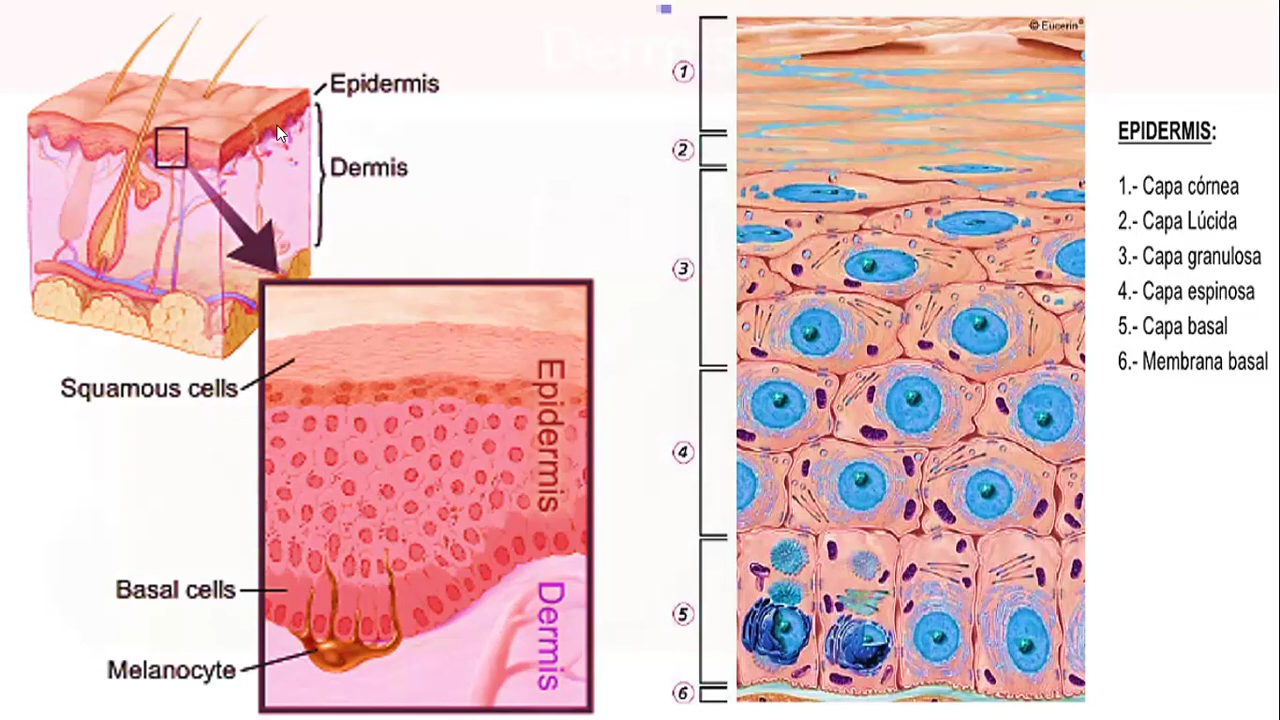 Epidermis
Dermis
Squamous cells
Basal cells
Melanocyte
Epidermis
Dermis
© Eucerin®
1
2
3
4
5
6
EPIDERMIS:
1.- Capa córnea
2.- Capa Lúcida
3.- Capa granulosa
4.- Capa espinosa
5.- Capa basal
6.- Membrana basal